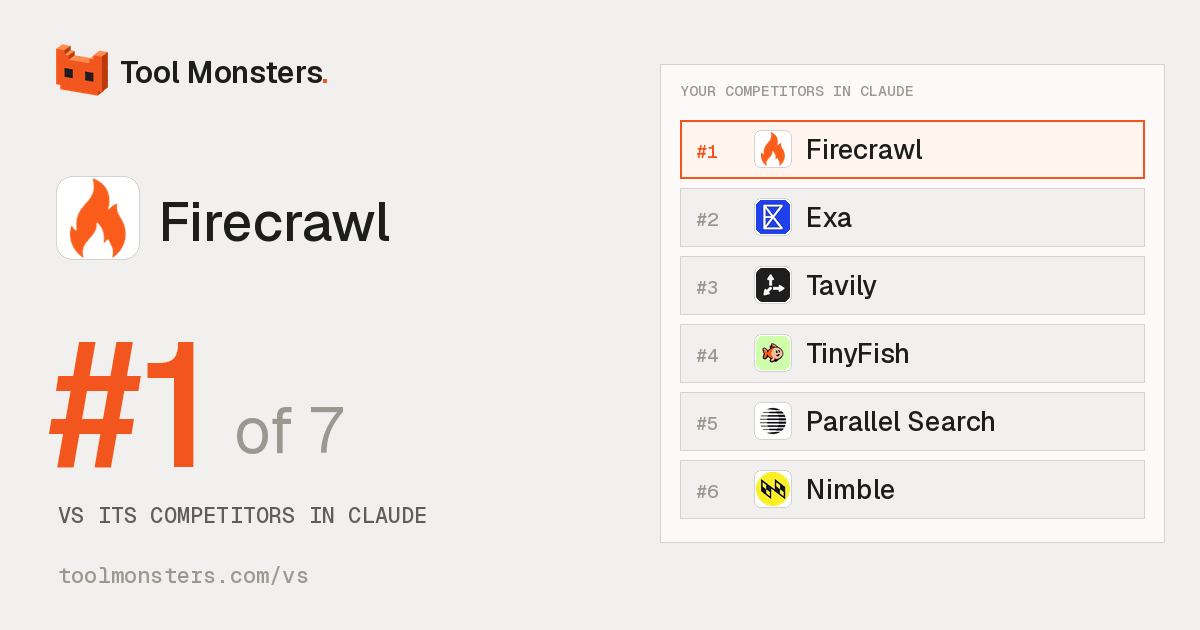 Tool Monsters.
Firecrawl
#1 of 7
VS ITS COMPETITORS IN CLAUDE
toolmonsters.com/vs
YOUR COMPETITORS IN CLAUDE
#1 Firecrawl
#2 Exa
#3 Tavily
#4 TinyFish
#5 Parallel Search
#6 Nimble